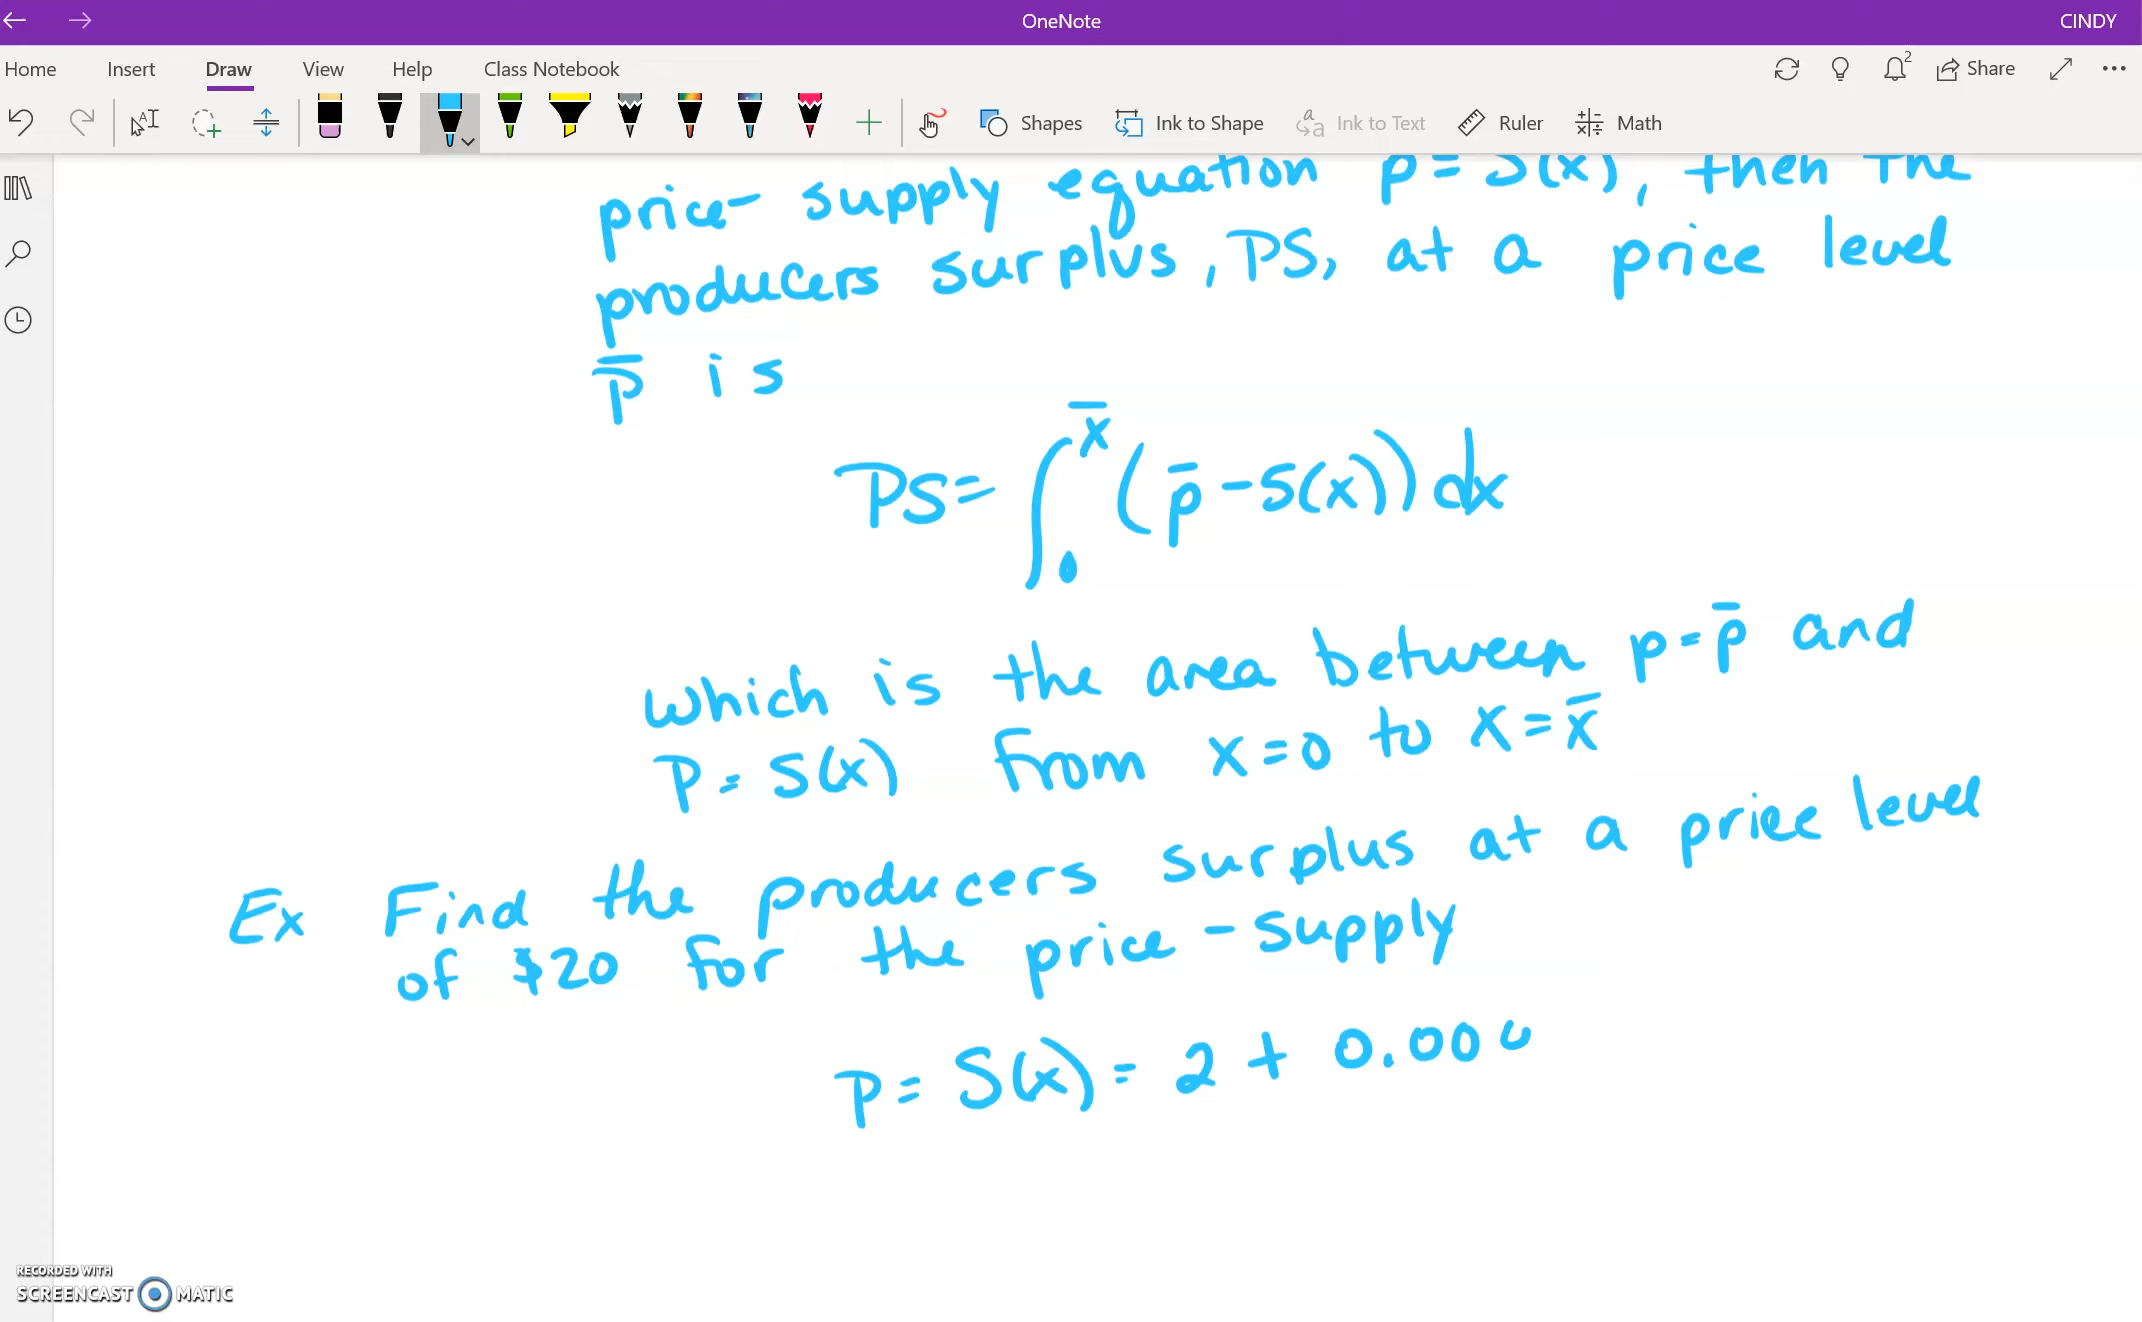 OneNote
CINDY
Home Insert Draw View Help Class Notebook
2
Share
Shapes Ink to Shape Ink to Text Ruler Math
price- supply equation p = S(x), then the
producers surplus, PS, at a price level
p̅ is
PS = ∫₀^x̅ (p̅ - S(x)) dx
which is the area between p = p̅ and
p = S(x) from x = 0 to x = x̅
Ex Find the producers surplus at a price level
of $20 for the price - supply
p = S(x) = 2 + 0.00
RECORDED WITH
SCREENCAST MATIC